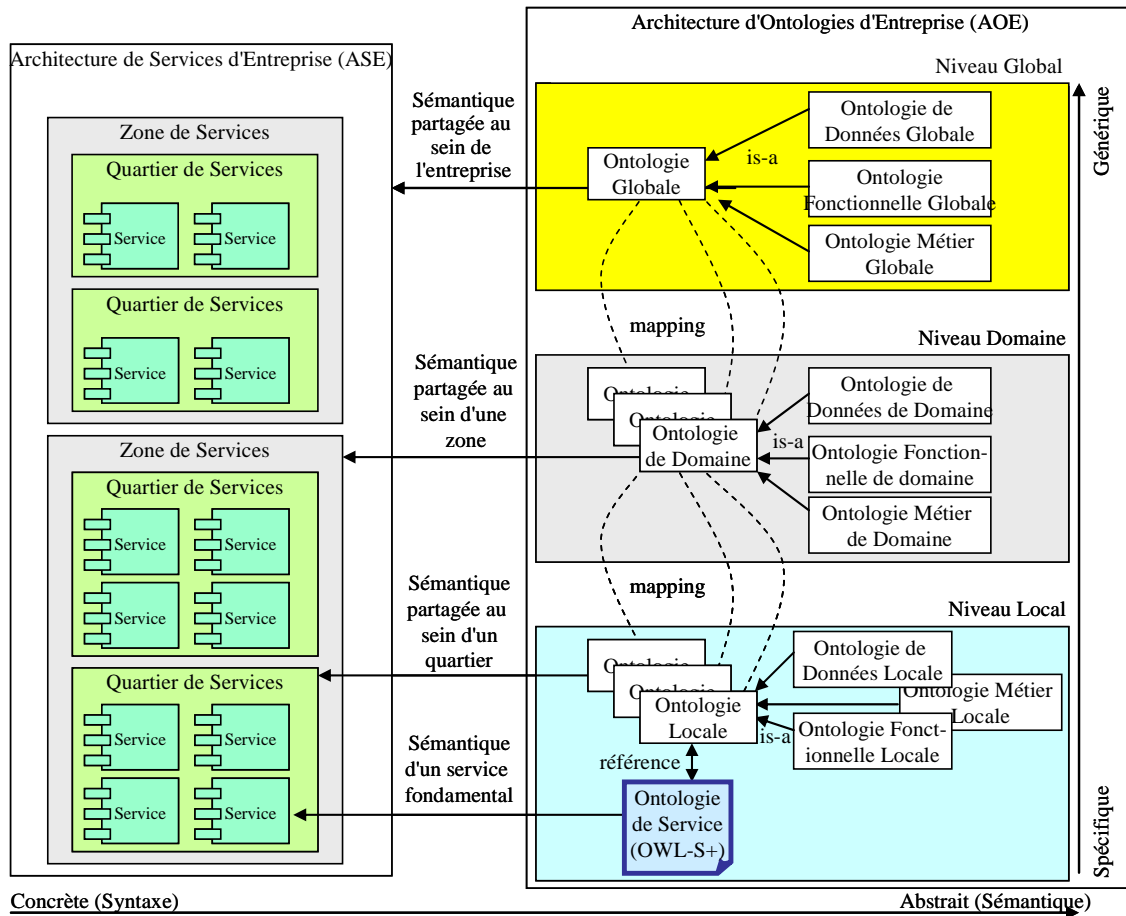 Architecture d'Ontologies d'Entreprise (AOE)
Architecture de Services d'Entreprise (ASE)
Zone de Services
Quartier de Services
Service
Service
Quartier de Services
Service
Service
Zone de Services
Quartier de Services
Service
Service
Service
Service
Quartier de Services
Service
Service
Service
Service
Sémantique
partagée au
sein de
l'entreprise
Sémantique
partagée au
sein d'une
zone
Sémantique
partagée au
sein d'un
quartier
Sémantique
d'un service
fondamental
Niveau Global
Ontologie
Globale
is-a
Ontologie de
Données Globale
Ontologie
Fonctionnelle Globale
Ontologie Métier
Globale
mapping
Niveau Domaine
Ontologie
Ontologie
Ontologie
de Domaine
is-a
Ontologie de
Données de Domaine
Ontologie Fonction-
nelle de domaine
Ontologie Métier
de Domaine
mapping
Niveau Local
Ontologie
Ontologie
Ontologie
Locale
is-a
Ontologie de
Données Locale
Ontologie Métier
Locale
Ontologie Fonct-
ionnelle Locale
référence
Ontologie
de Service
(OWL-S+)
Générique
Spécifique
Concrète (Syntaxe)
Abstrait (Sémantique)